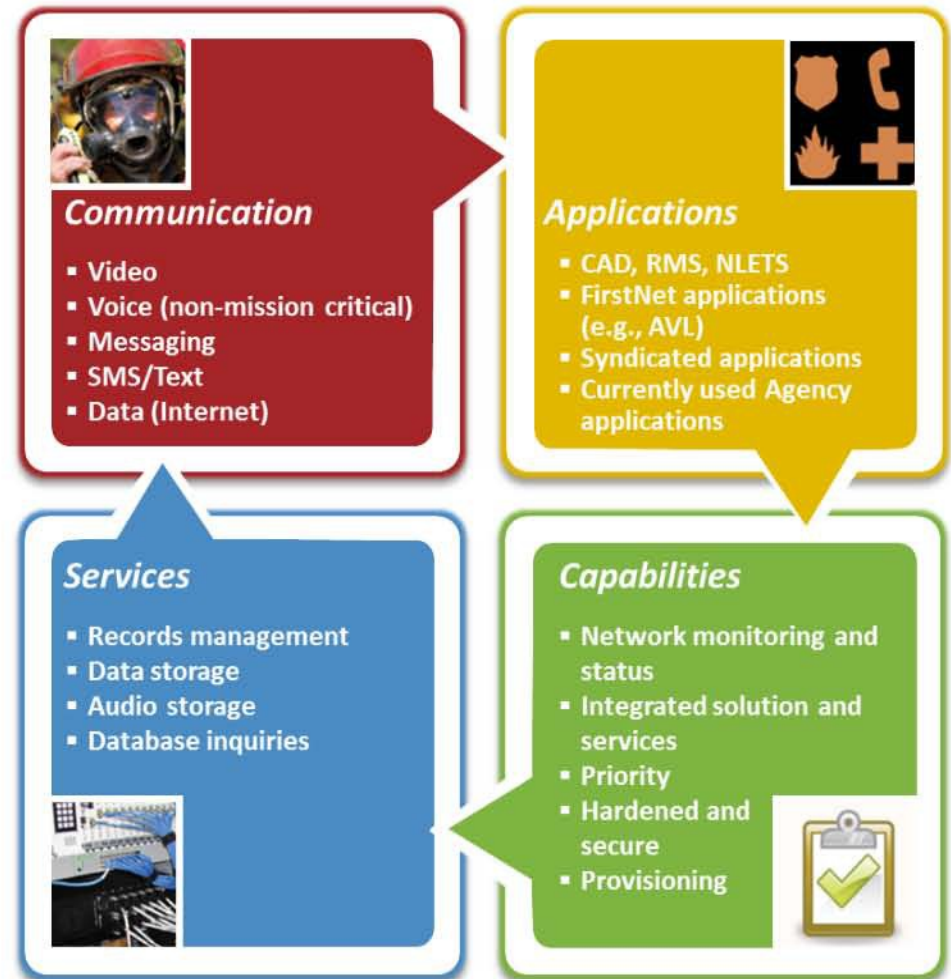 Communication
▪ Video
▪ Voice (non-mission critical)
▪ Messaging
▪ SMS/Text
▪ Data (Internet)
Applications
▪ CAD, RMS, NLETS
▪ FirstNet applications
(e.g., AVL)
▪ Syndicated applications
▪ Currently used Agency
applications
Services
▪ Records management
▪ Data storage
▪ Audio storage
▪ Database inquiries
Capabilities
▪ Network monitoring and
status
▪ Integrated solution and
services
▪ Priority
▪ Hardened and
secure
▪ Provisioning